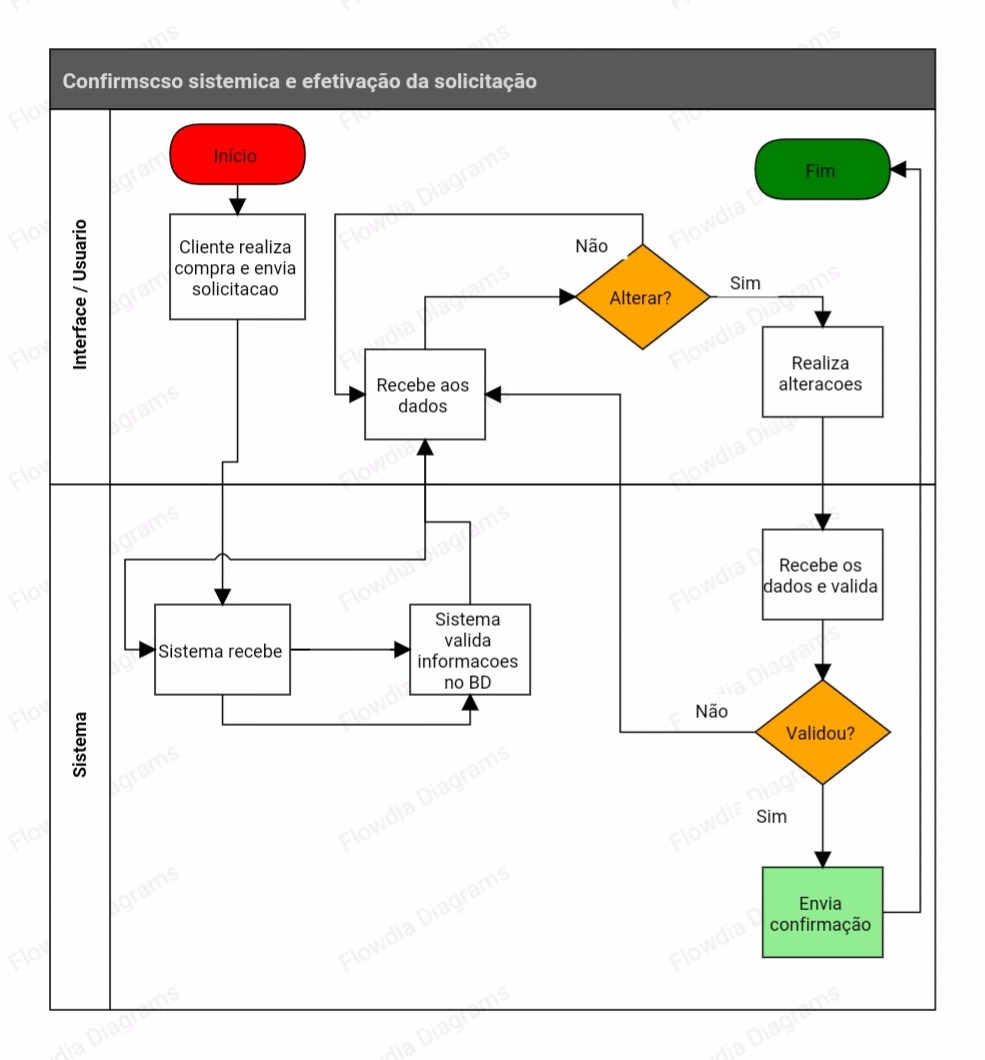 Confirmscso sistemica e efetivação da solicitação
Interface / Usuario
Início
Cliente realiza
compra e envia
solicitacao
Recebe aos
dados
Não
Alterar?
Sim
Fim
Realiza
alteracoes
Sistema
Sistema recebe
Sistema
valida
informacoes
no BD
Recebe os
dados e valida
Não
Validou?
Sim
Envia
confirmação
Flowdia Diagrams